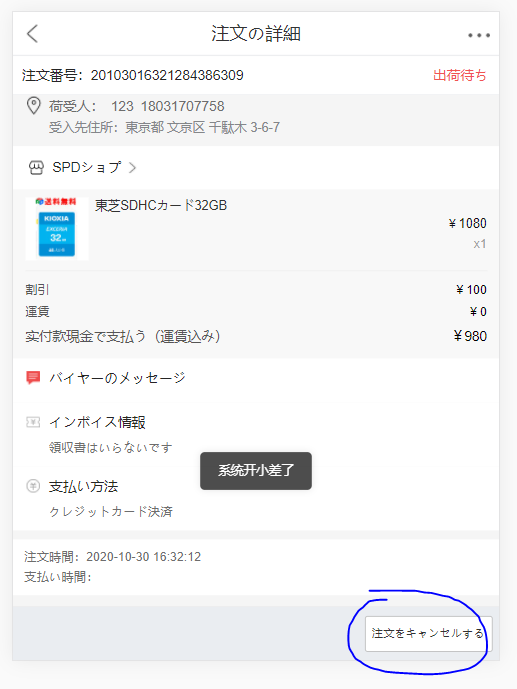 注文の詳細
注文番号: 20103016321284386309 出荷待ち
荷受人: 123 18031707758
受入先住所: 東京都 文京区 千駄木 3-6-7
SPDショプ
送料無料
KIOXIA
EXCERIA
32
東芝SDHCカード32GB
¥1080
x1
割引 ¥100
運賃 ¥0
实付款現金で支払う（運賃込み） ¥980
バイヤーのメッセージ
インボイス情報
領収書はいらないです
系统开小差了
支払い方法
クレジットカード決済
注文時間: 2020-10-30 16:32:12
支払い時間:
注文をキャンセルする